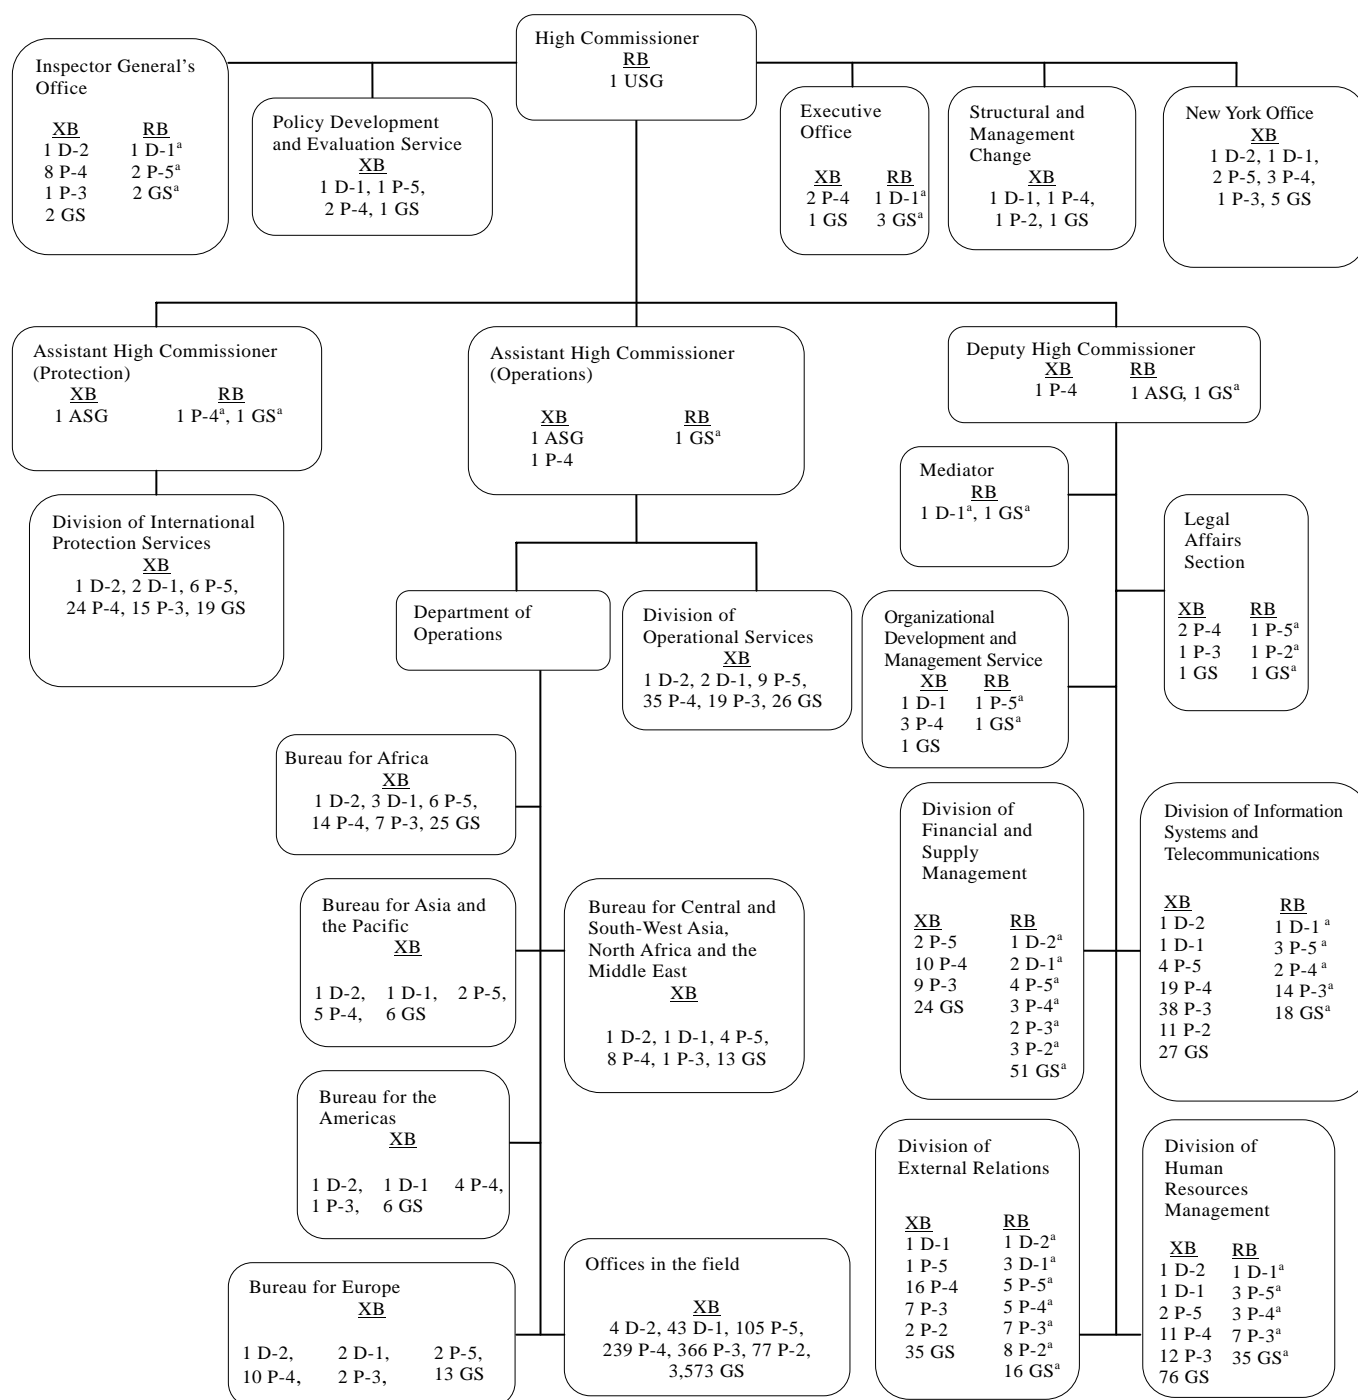 High Commissioner
RB
1 USG
Inspector General's
Office
XB RB
1 D-2 1 D-1ᵃ
8 P-4 2 P-5ᵃ
1 P-3 2 GSᵃ
2 GS
Policy Development
and Evaluation Service
XB
1 D-1, 1 P-5,
2 P-4, 1 GS
Executive
Office
XB RB
2 P-4 1 D-1ᵃ
1 GS 3 GSᵃ
Structural and
Management
Change
XB
1 D-1, 1 P-4,
1 P-2, 1 GS
New York Office
XB
1 D-2, 1 D-1,
2 P-5, 3 P-4,
1 P-3, 5 GS
Assistant High Commissioner
(Protection)
XB RB
1 ASG 1 P-4ᵃ, 1 GSᵃ
Assistant High Commissioner
(Operations)
XB RB
1 ASG 1 GSᵃ
1 P-4
Deputy High Commissioner
XB RB
1 P-4 1 ASG, 1 GSᵃ
Mediator
RB
1 D-1ᵃ, 1 GSᵃ
Division of International
Protection Services
XB
1 D-2, 2 D-1, 6 P-5,
24 P-4, 15 P-3, 19 GS
Legal
Affairs
Section
XB RB
2 P-4 1 P-5ᵃ
1 P-3 1 P-2ᵃ
1 GS 1 GSᵃ
Department of
Operations
Division of
Operational Services
XB
1 D-2, 2 D-1, 9 P-5,
35 P-4, 19 P-3, 26 GS
Organizational
Development and
Management Service
XB RB
1 D-1 1 P-5ᵃ
3 P-4 1 GSᵃ
1 GS
Bureau for Africa
XB
1 D-2, 3 D-1, 6 P-5,
14 P-4, 7 P-3, 25 GS
Division of
Financial and
Supply
Management
XB RB
2 P-5 1 D-2ᵃ
10 P-4 2 D-1ᵃ
9 P-3 4 P-5ᵃ
24 GS 3 P-4ᵃ
2 P-3ᵃ
3 P-2ᵃ
51 GSᵃ
Division of Information
Systems and
Telecommunications
XB RB
1 D-2 1 D-1 ᵃ
1 D-1 3 P-5 ᵃ
4 P-5 2 P-4 ᵃ
19 P-4 14 P-3ᵃ
38 P-3 18 GSᵃ
11 P-2
27 GS
Bureau for Asia and
the Pacific
XB
1 D-2, 1 D-1, 2 P-5,
5 P-4, 6 GS
Bureau for Central and
South-West Asia,
North Africa and the
Middle East
XB
1 D-2, 1 D-1, 4 P-5,
8 P-4, 1 P-3, 13 GS
Bureau for the
Americas
XB
1 D-2, 1 D-1 4 P-4,
1 P-3, 6 GS
Division of
External Relations
XB RB
1 D-1 1 D-2ᵃ
1 P-5 3 D-1ᵃ
16 P-4 5 P-5ᵃ
7 P-3 5 P-4ᵃ
2 P-2 7 P-3ᵃ
35 GS 8 P-2ᵃ
16 GSᵃ
Division of
Human
Resources
Management
XB RB
1 D-2 1 D-1ᵃ
1 D-1 3 P-5ᵃ
2 P-5 3 P-4ᵃ
11 P-4 7 P-3ᵃ
12 P-3 35 GSᵃ
76 GS
Bureau for Europe
XB
1 D-2, 2 D-1, 2 P-5,
10 P-4, 2 P-3, 13 GS
Offices in the field
XB
4 D-2, 43 D-1, 105 P-5,
239 P-4, 366 P-3, 77 P-2,
3,573 GS